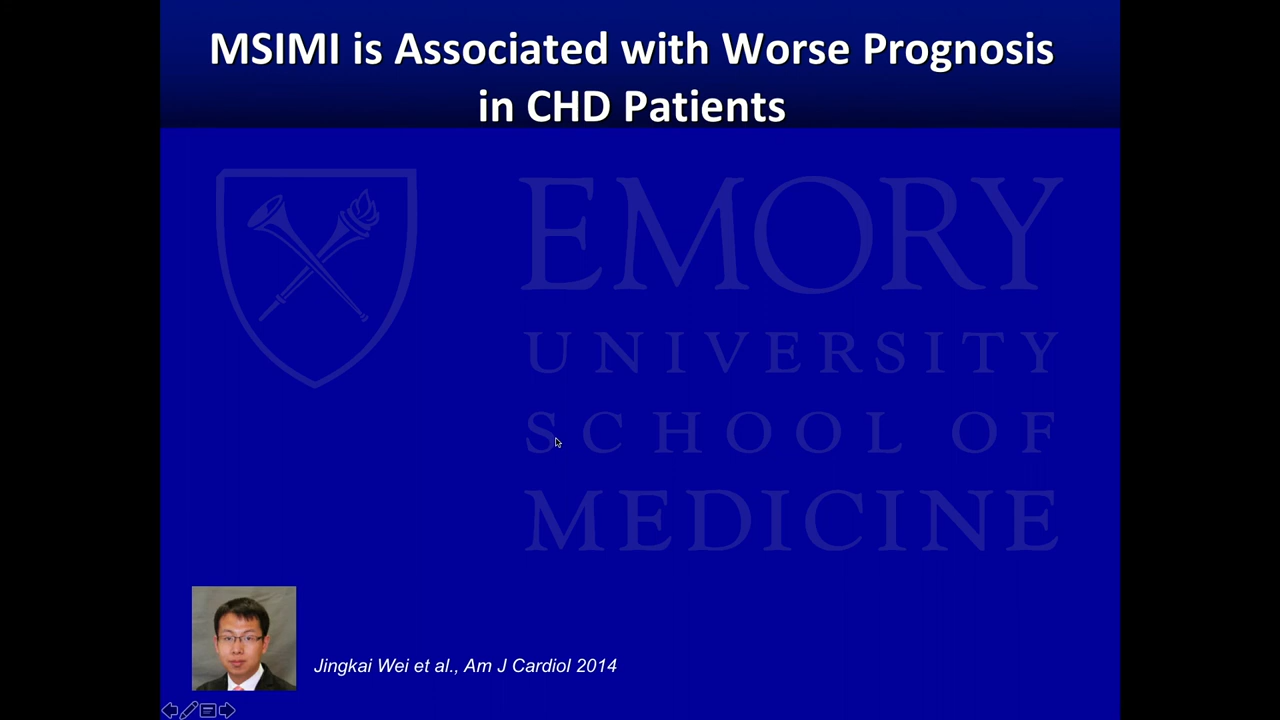 MSIMI is Associated with Worse Prognosis
in CHD Patients
EMORY
UNIVERSITY
SCHOOL OF
MEDICINE
Jingkai Wei et al., Am J Cardiol 2014